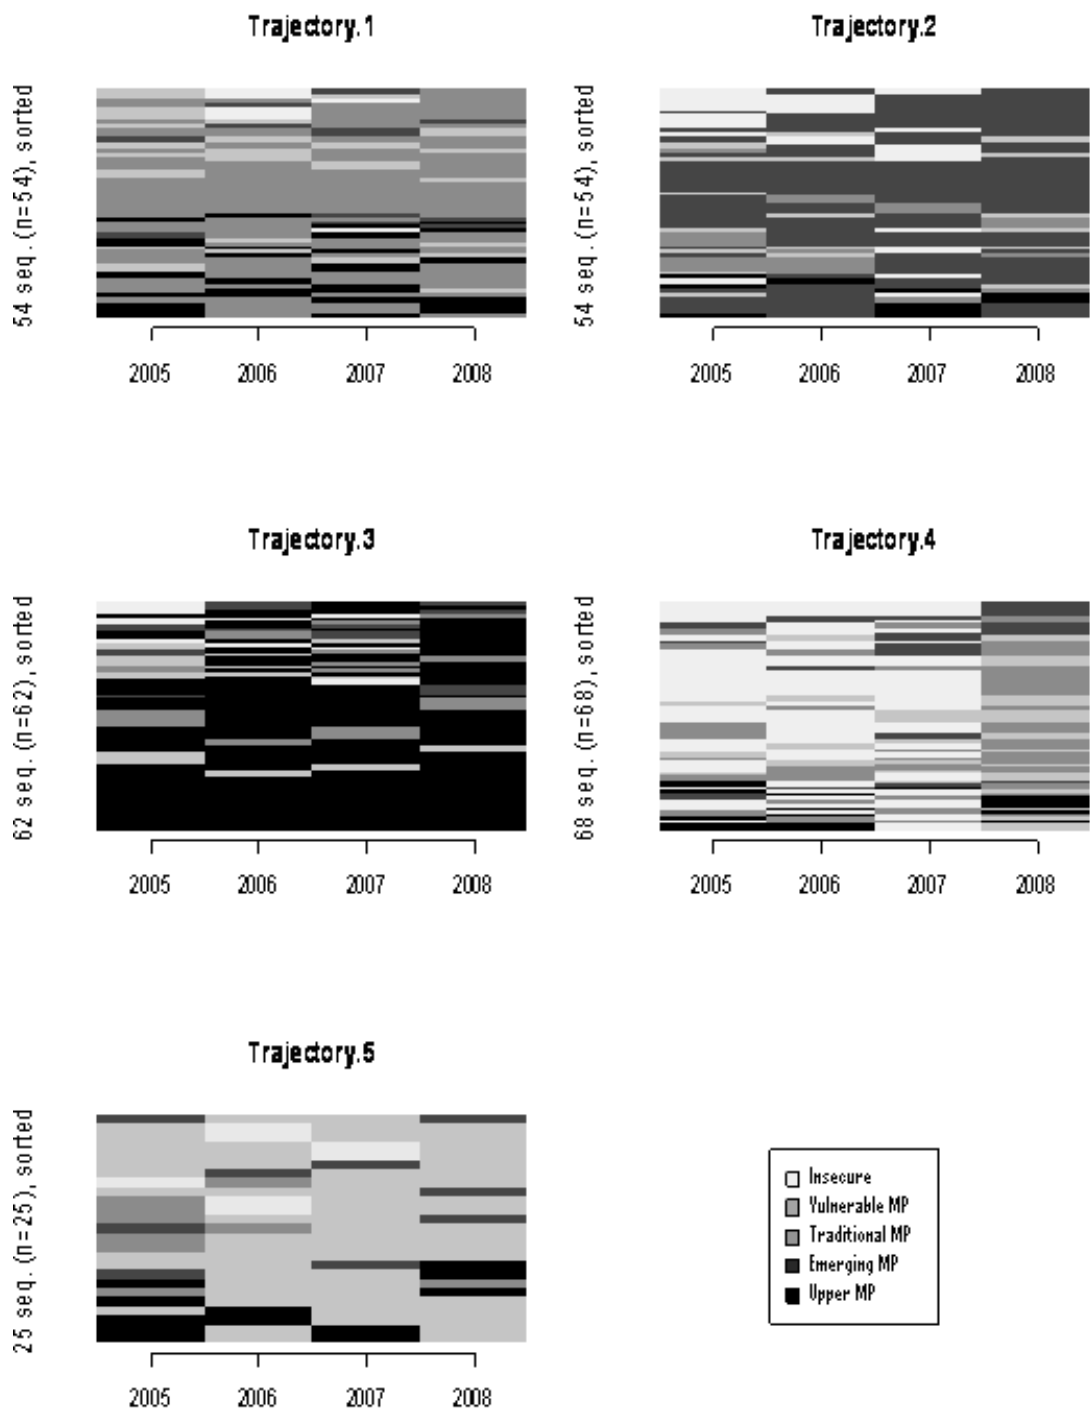 Trajectory.1
54 seq. (n=54), sorted
2005 2006 2007 2008
Trajectory.2
54 seq. (n=54), sorted
2005 2006 2007 2008
Trajectory.3
62 seq. (n=62), sorted
2005 2006 2007 2008
Trajectory.4
68 seq. (n=68), sorted
2005 2006 2007 2008
Trajectory.5
25 seq. (n=25), sorted
2005 2006 2007 2008
Insecure
Vulnerable MP
Traditional MP
Emerging MP
Upper MP